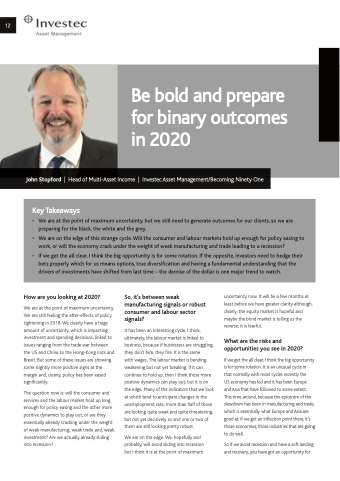 12
Investec
Asset Management
Be bold and prepare
for binary outcomes
in 2020
John Stopford | Head of Multi-Asset Income | Investec Asset Management/Becoming Ninety One
Key Takeaways
• We are at the point of maximum uncertainty, but we still need to generate outcomes for our clients, so we are
preparing for the black, the white and the grey.
• We are on the edge of this strange cycle. Will the consumer and labour markets hold up enough for policy easing to
work, or will the economy crack under the weight of weak manufacturing and trade leading to a recession?
• If we get the all clear, I think the big opportunity is for some rotation. If the opposite, investors need to hedge their
bets properly which for us means options, true diversification and having a fundamental understanding that the
drivers of investments have shifted from last time – the demise of the dollar is one major trend to watch.
How are you looking at 2020?
We are at the point of maximum uncertainty.
We are still feeling the after-effects of policy
tightening in 2018. We clearly have a huge
amount of uncertainty, which is impacting
investment and spending decisions, linked to
issues ranging from the trade war between
the US and China to the Hong-Kong riots and
Brexit. But some of these issues are showing
some slightly more positive signs at the
margin and, clearly, policy has been eased
significantly.
The question now is: will the consumer and
services and the labour market hold up long
enough for policy easing and the other more
positive dynamics to play out, or are they
essentially already cracking under the weight
of weak manufacturing, weak trade and, weak
investment? Are we actually already sliding
into recession?
So, it's between weak
manufacturing signals or robust
consumer and labour sector
signals?
It has been an interesting cycle. I think,
ultimately, the labour market is linked to
business, because if businesses are struggling,
they don't hire, they fire. It is the same
with wages. The labour market is bending,
weakening but not yet breaking. If it can
continue to hold up, then I think those more
positive dynamics can play out, but it is on
the edge. Many of the indicators that we look
at which tend to anticipate changes in the
unemployment rate, more than half of those
are looking quite weak and quite threatening,
but not yet decisively so and one or two of
them are still looking pretty robust.
We are on the edge. We, hopefully and
probably, will avoid sliding into recession
but I think it is at the point of maximum
uncertainty now. It will be a few months at
least before we have greater clarity although,
clearly, the equity market is hopeful and
maybe the bond market is telling us the
reverse; it is fearful.
What are the risks and
opportunities you see in 2020?
If we get the all clear, I think the big opportunity
is for some rotation. It is an unusual cycle in
that normally with most cycles recently the
US economy has led and it has been Europe
and Asia that have followed to some extent.
This time around, because the epicentre of the
slowdown has been in manufacturing and trade,
which is essentially what Europe and Asia are
good at, if we get an inflection point there, it's
those economies, those industries that are going
to do well.
So if we avoid recession and have a soft landing
and recovery, you have got an opportunity for